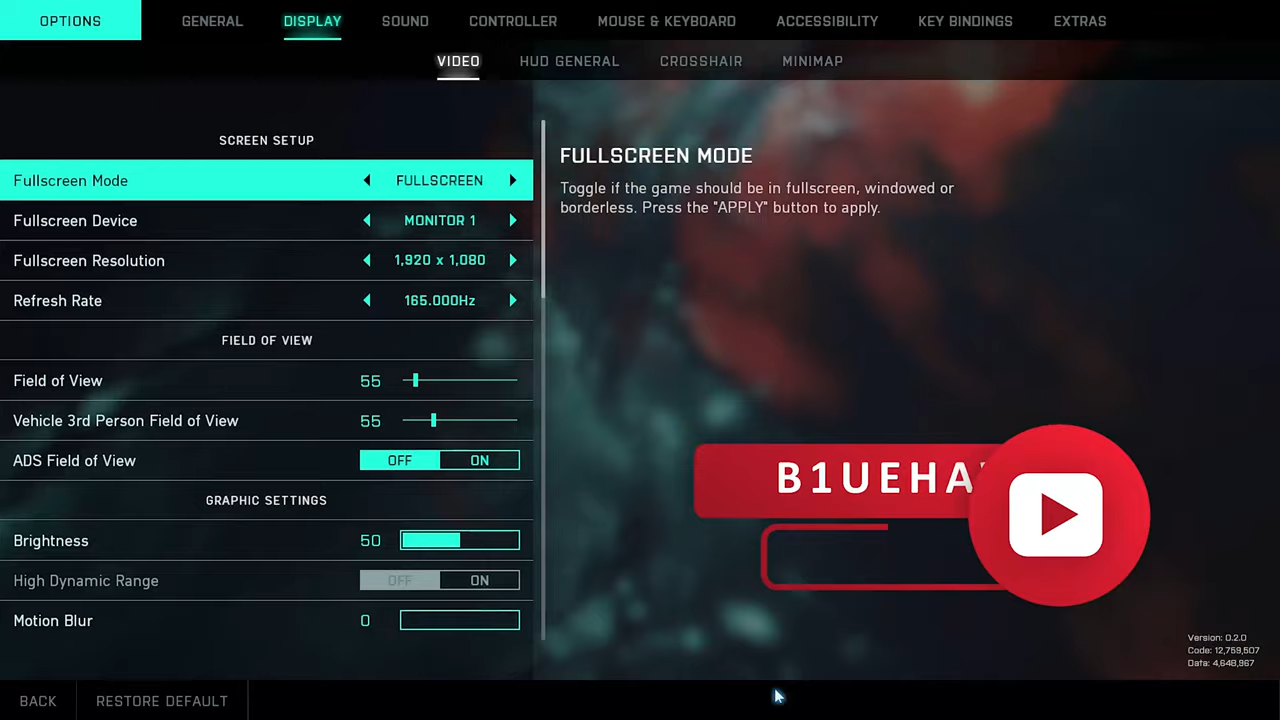 OPTIONS GENERAL DISPLAY SOUND CONTROLLER MOUSE & KEYBOARD ACCESSIBILITY KEY BINDINGS EXTRAS
VIDEO HUD GENERAL CROSSHAIR MINIMAP
SCREEN SETUP
Fullscreen Mode FULLSCREEN
Fullscreen Device MONITOR 1
Fullscreen Resolution 1,920 x 1,080
Refresh Rate 165.000Hz
FIELD OF VIEW
Field of View 55
Vehicle 3rd Person Field of View 55
ADS Field of View OFF ON
GRAPHIC SETTINGS
Brightness 50
High Dynamic Range OFF ON
Motion Blur 0
FULLSCREEN MODE
Toggle if the game should be in fullscreen, windowed or
borderless. Press the "APPLY" button to apply.
B1UEHA
Version: 0.2.0
Code: 12,759,507
Data: 4,648,967
BACK RESTORE DEFAULT